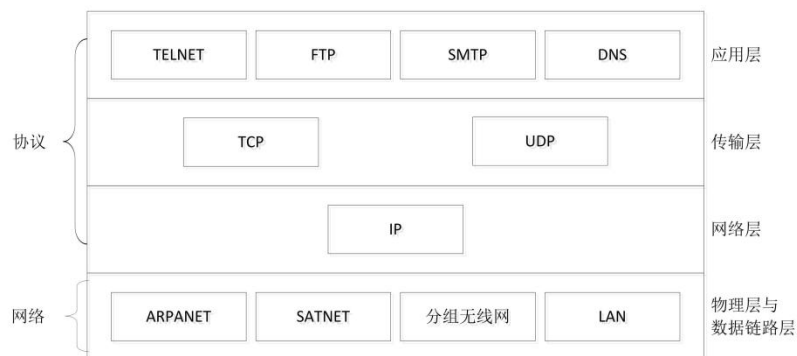 TELNET FTP SMTP DNS 应用层
协议 TCP UDP 传输层
IP 网络层
网络 ARPANET SATNET 分组无线网 LAN 物理层与
数据链路层